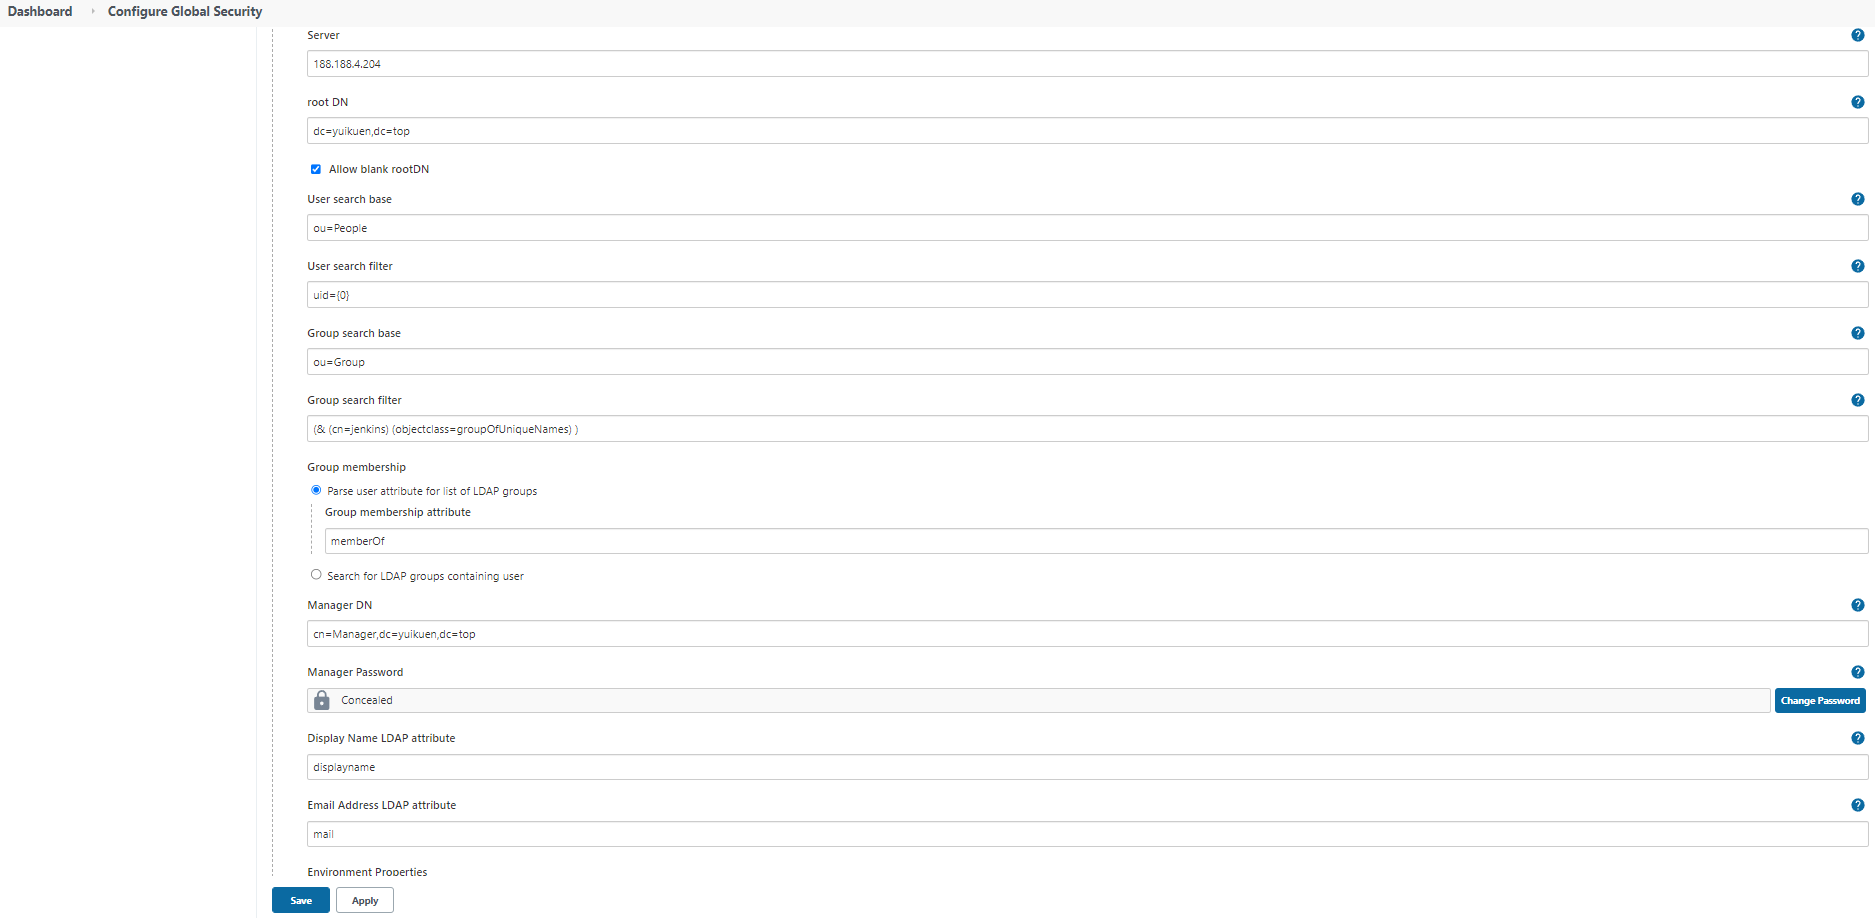 Dashboard › Configure Global Security
Server
188.188.4.204
root DN
dc=yuikuen,dc=top
Allow blank rootDN
User search base
ou=People
User search filter
uid={0}
Group search base
ou=Group
Group search filter
(& (cn=jenkins) (objectclass=groupOfUniqueNames) )
Group membership
Parse user attribute for list of LDAP groups
Group membership attribute
memberOf
Search for LDAP groups containing user
Manager DN
cn=Manager,dc=yuikuen,dc=top
Manager Password
Concealed Change Password
Display Name LDAP attribute
displayname
Email Address LDAP attribute
mail
Environment Properties
Save Apply